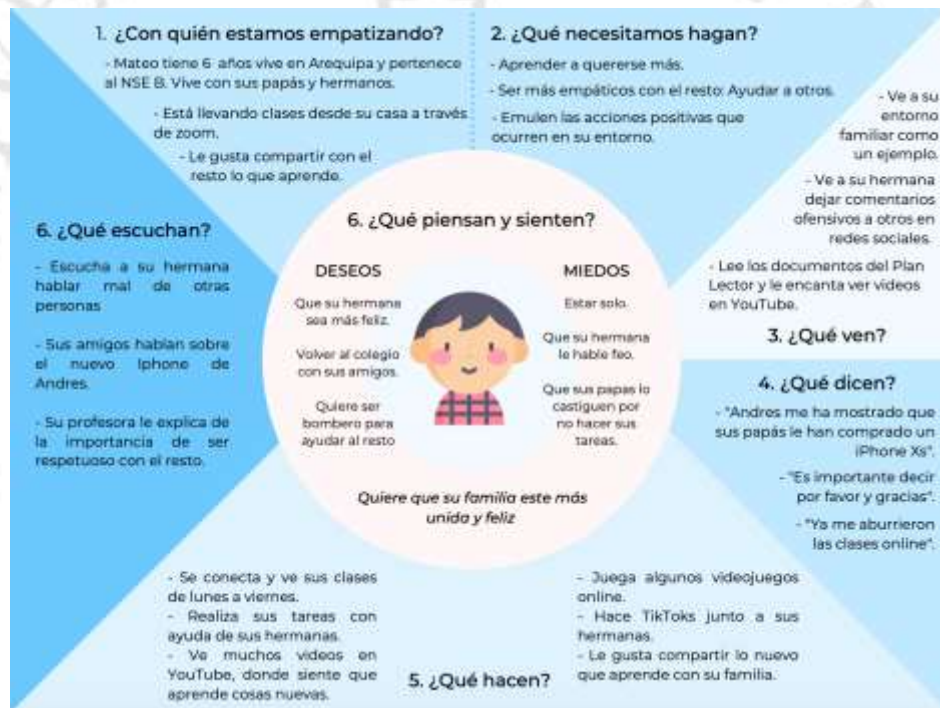 1. ¿Con quién estamos empatizando?
- Mateo tiene 6 años vive en Arequipa y pertenece
al NSE B. Vive con sus papás y hermanos.
- Está llevando clases desde su casa a través
de zoom.
- Le gusta compartir con el
resto lo que aprende.
2. ¿Qué necesitamos hagan?
- Aprender a quererse más.
- Ser más empáticos con el resto: Ayudar a otros.
- Emulen las acciones positivas que
ocurren en su entorno.
- Ve a su
entorno
familiar como
un ejemplo.
- Ve a su hermana
dejar comentarios
ofensivos a otros en
redes sociales.
- Lee los documentos del Plan
Lector y le encanta ver videos
en YouTube.
3. ¿Qué ven?
4. ¿Qué dicen?
- "Andres me ha mostrado que
sus papás le han comprado un
iPhone Xs".
- "Es importante decir
por favor y gracias".
- "Ya me aburrieron
las clases online".
- Se conecta y ve sus clases
de lunes a viernes.
- Realiza sus tareas con
ayuda de sus hermanas.
- Ve muchos videos en
YouTube, donde siente que
aprende cosas nuevas.
5. ¿Qué hacen?
- Juega algunos videojuegos
online.
- Hace TikToks junto a sus
hermanas.
- Le gusta compartir lo nuevo
que aprende con su familia.
6. ¿Qué escuchan?
- Escucha a su hermana
hablar mal de otras
personas
- Sus amigos hablan sobre
el nuevo Iphone de
Andres.
- Su profesora le explica de
la importancia de ser
respetuoso con el resto.
6. ¿Qué piensan y sienten?
DESEOS
Que su hermana
sea más feliz.
Volver al colegio
con sus amigos.
Quiere ser
bombero para
ayudar al resto
MIEDOS
Estar solo.
Que su hermana
le hable feo.
Que sus papas lo
castiguen por
no hacer sus
tareas.
Quiere que su familia este más
unida y feliz